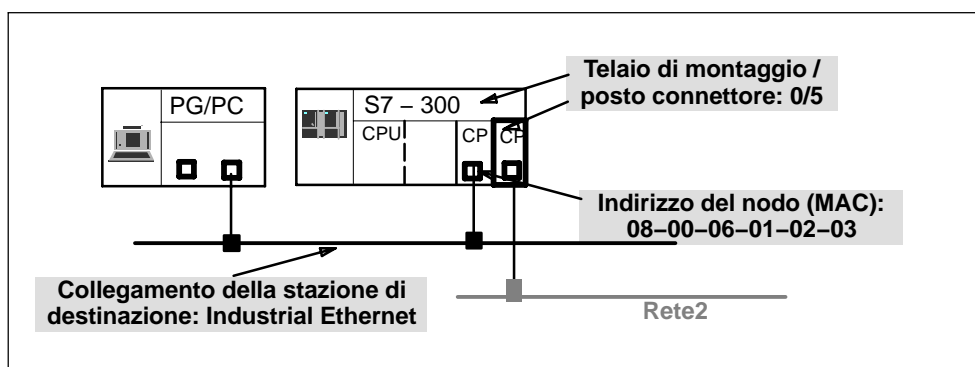 Telaio di montaggio /
posto connettore: 0/5
PG/PC
S7 – 300
CPU
CP
CP
Indirizzo del nodo (MAC):
08–00–06–01–02–03
Collegamento della stazione di
destinazione: Industrial Ethernet
Rete2